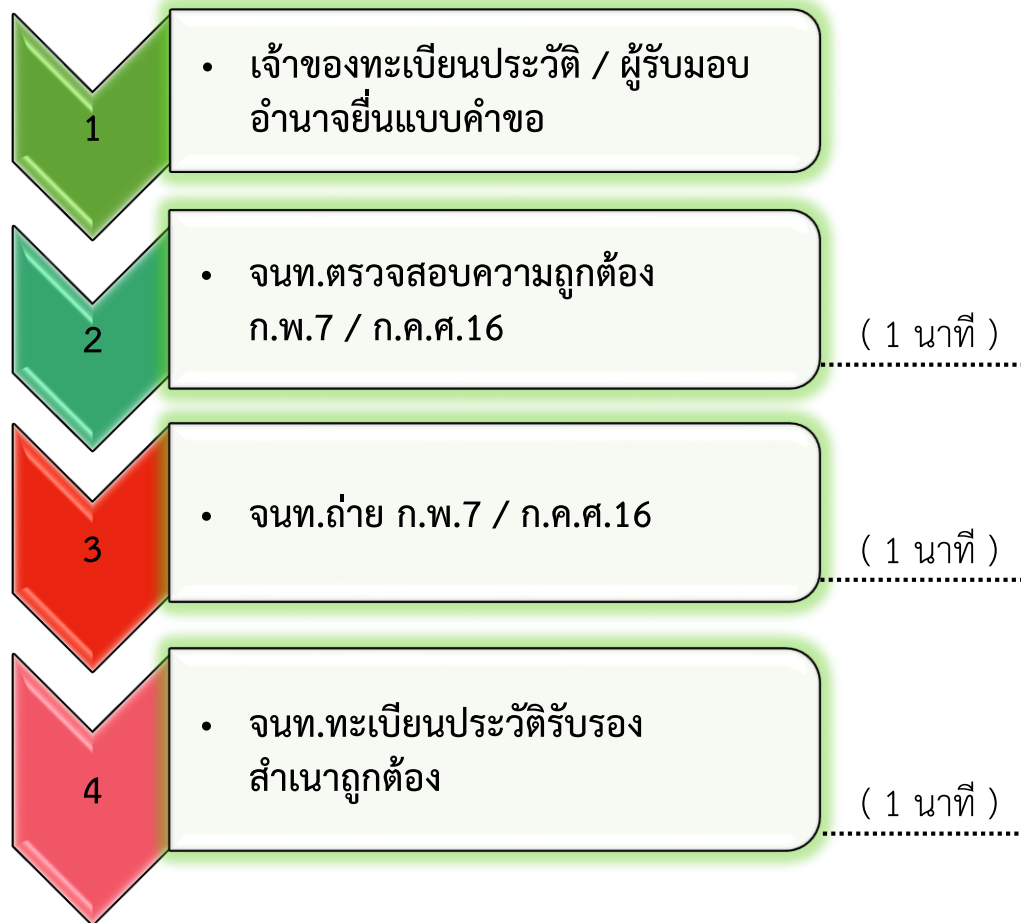 1
• เจ้าของทะเบียนประวัติ / ผู้รับมอบ
อำนาจยื่นแบบคำขอ
2
• จนท.ตรวจสอบความถูกต้อง
ก.พ.7 / ก.ค.ศ.16
( 1 นาที )
3
• จนท.ถ่าย ก.พ.7 / ก.ค.ศ.16
( 1 นาที )
4
• จนท.ทะเบียนประวัติรับรอง
สำเนาถูกต้อง
( 1 นาที )